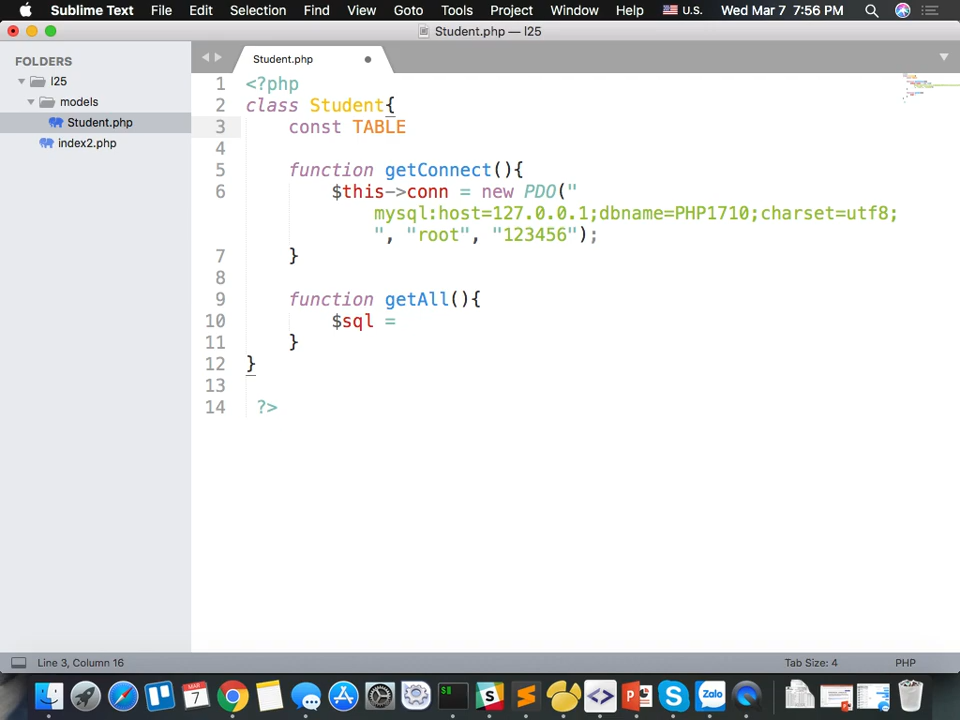 Sublime Text File Edit Selection Find View Goto Tools Project Window Help U.S. Wed Mar 7 7:56 PM
Student.php — l25
FOLDERS
l25
models
Student.php
index2.php
Student.php
1 <?php
2 class Student{
3 const TABLE
4
5 function getConnect(){
6 $this->conn = new PDO("
mysql:host=127.0.0.1;dbname=PHP1710;charset=utf8;
", "root", "123456");
7 }
8
9 function getAll(){
10 $sql =
11 }
12 }
13
14 ?>
Line 3, Column 16 Tab Size: 4 PHP
MAR
7
Zalo